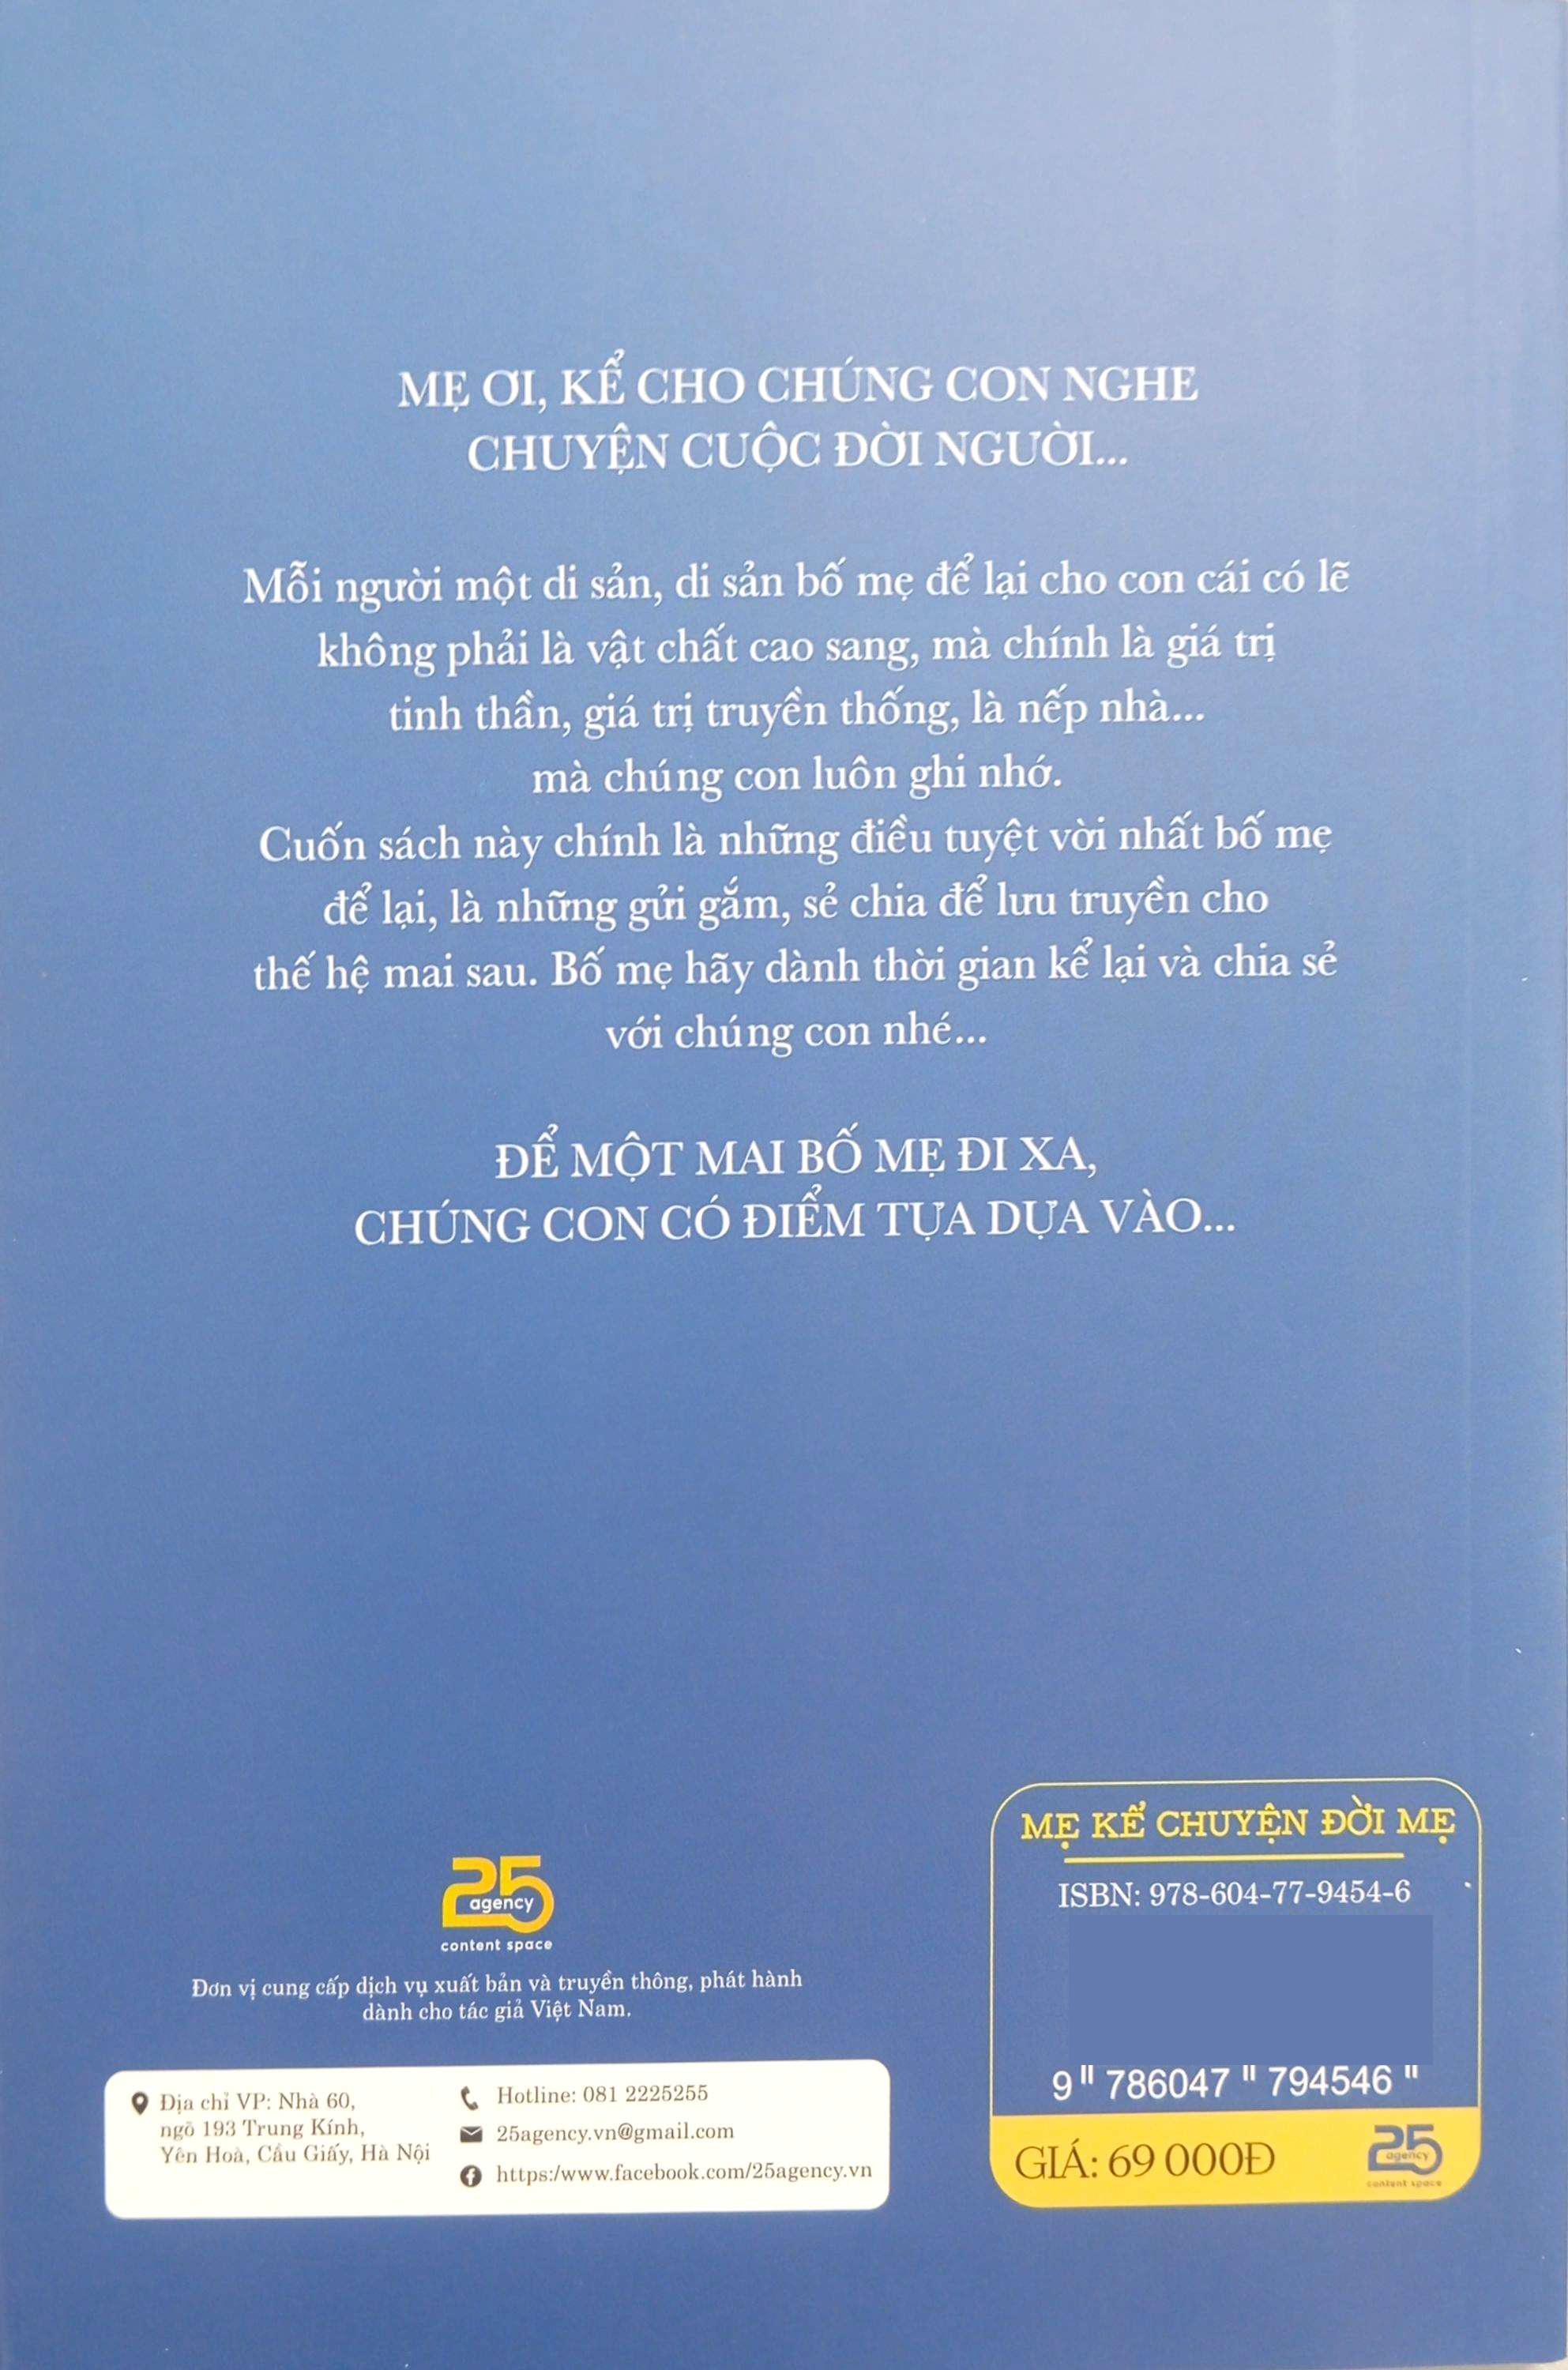 MẸ ƠI, KỂ CHO CHÚNG CON NGHE
CHUYỆN CUỘC ĐỜI NGƯỜI...
Mỗi người một di sản, di sản bố mẹ để lại cho con cái có lẽ
không phải là vật chất cao sang, mà chính là giá trị
tinh thần, giá trị truyền thống, là nếp nhà...
mà chúng con luôn ghi nhớ.
Cuốn sách này chính là những điều tuyệt vời nhất bố mẹ
để lại, là những gửi gắm, sẻ chia để lưu truyền cho
thế hệ mai sau. Bố mẹ hãy dành thời gian kể lại và chia sẻ
với chúng con nhé...
ĐỂ MỘT MAI BỐ MẸ ĐI XA,
CHÚNG CON CÓ ĐIỂM TỰA DỰA VÀO...
25
agency
content space
Đơn vị cung cấp dịch vụ xuất bản và truyền thông, phát hành
dành cho tác giả Việt Nam.
Địa chỉ VP: Nhà 60,
ngõ 193 Trung Kính,
Yên Hoà, Cầu Giấy, Hà Nội
Hotline: 081 2225255
25agency.vn@gmail.com
https:/www.facebook.com/25agency.vn
MẸ KỂ CHUYỆN ĐỜI MẸ
ISBN: 978-604-77-9454-6
9 786047 794546
GIÁ: 69 000Đ
25
agency
content space